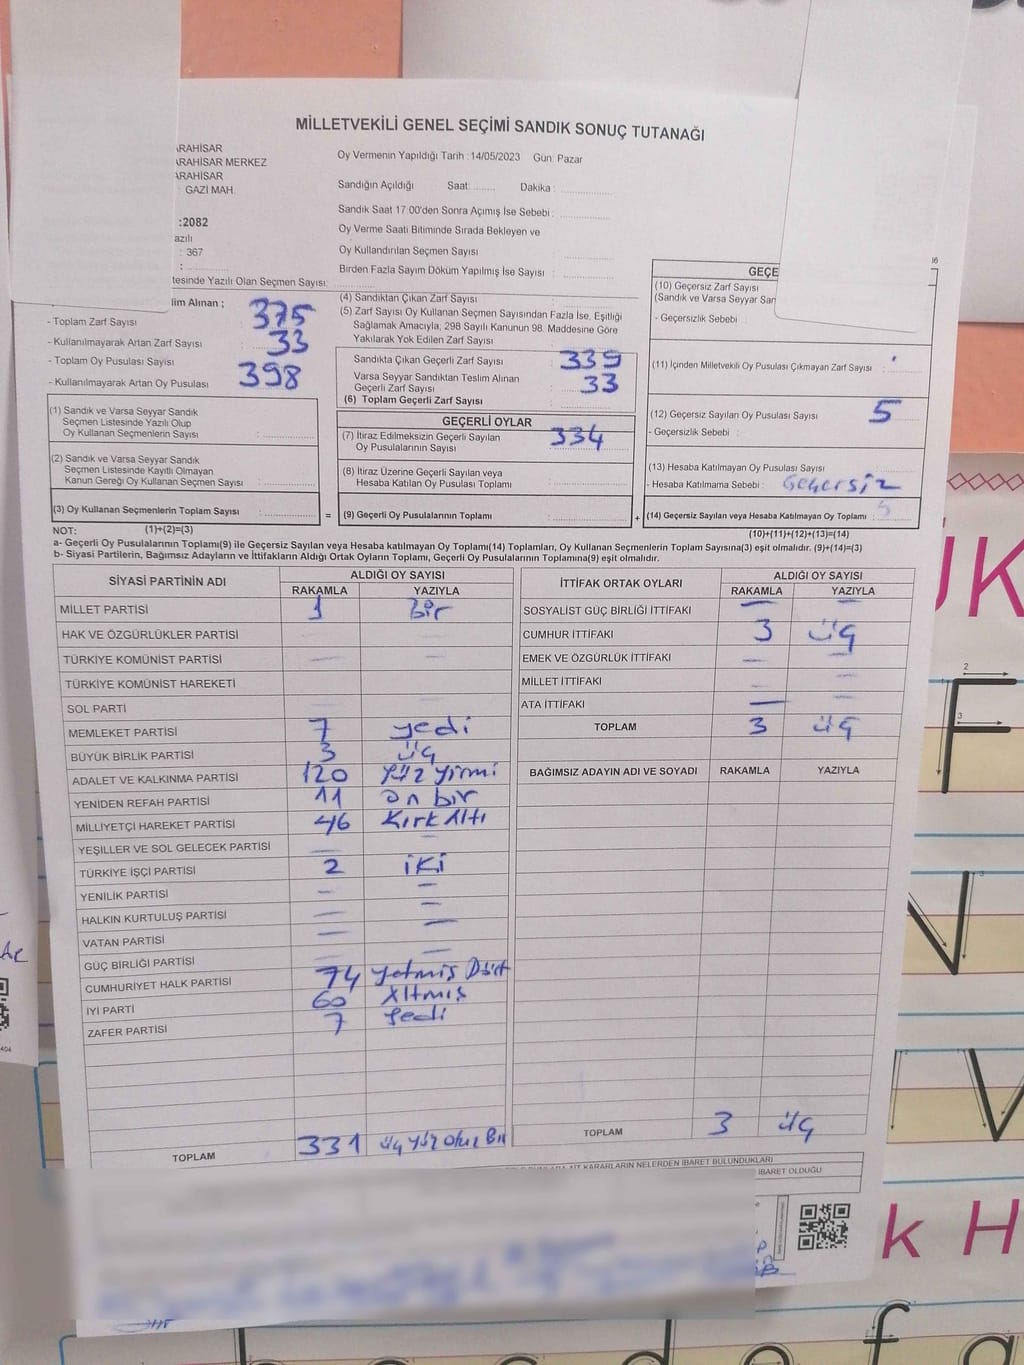 MİLLETVEKİLİ GENEL SEÇİMİ SANDIK SONUÇ TUTANAĞI
ARAHİSAR
ARAHİSAR MERKEZ
ARAHİSAR
GAZİ MAH.
:2082
azılı
: 367
tesinde Yazılı Olan Seçmen Sayısı:
Oy Vermenin Yapıldığı Tarih : 14/05/2023 Gün: Pazar
Sandığın Açıldığı Saat: Dakika :
Sandık Saat 17:00'den Sonra Açımış İse Sebebi :
Oy Verme Saati Bitiminde Sırada Bekleyen ve
Oy Kullandırılan Seçmen Sayısı :
Birden Fazla Sayım Döküm Yapılmış İse Sayısı :
lim Alınan ;
- Toplam Zarf Sayısı : 375
- Kullanılmayarak Artan Zarf Sayısı : 33
- Toplam Oy Pusulası Sayısı : 398
- Kullanılmayarak Artan Oy Pusulası :
(1) Sandık ve Varsa Seyyar Sandık
Seçmen Listesinde Yazılı Olup
Oy Kullanan Seçmenlerin Sayısı :
(2) Sandık ve Varsa Seyyar Sandık
Seçmen Listesinde Kayıtlı Olmayan
Kanun Gereği Oy Kullanan Seçmen Sayısı :
(3) Oy Kullanan Seçmenlerin Toplam Sayısı :
(4) Sandıktan Çıkan Zarf Sayısı :
(5) Zarf Sayısı Oy Kullanan Seçmen Sayısından Fazla İse, Eşitliği
Sağlamak Amacıyla, 298 Sayılı Kanunun 98. Maddesine Göre
Yakılarak Yok Edilen Zarf Sayısı :
Sandıkta Çıkan Geçerli Zarf Sayısı : 339
Varsa Seyyar Sandıktan Teslim Alınan
Geçerli Zarf Sayısı : 33
(6) Toplam Geçerli Zarf Sayısı :
GEÇERLİ OYLAR
(7) İtiraz Edilmeksizin Geçerli Sayılan
Oy Pusulalarının Sayısı : 334
(8) İtiraz Üzerine Geçerli Sayılan veya
Hesaba Katılan Oy Pusulası Toplamı :
= (9) Geçerli Oy Pusulalarının Toplamı :
GEÇE
(10) Geçersiz Zarf Sayısı
(Sandık ve Varsa Seyyar San
- Geçersizlik Sebebi :
(11) İçinden Milletvekili Oy Pusulası Çıkmayan Zarf Sayısı :
(12) Geçersiz Sayılan Oy Pusulası Sayısı : 5
- Geçersizlik Sebebi :
(13) Hesaba Katılmayan Oy Pusulası Sayısı :
- Hesaba Katılmama Sebebi : Geçersiz
+ (14) Geçersiz Sayılan veya Hesaba Katılmayan Oy Toplamı : 5
NOT: (1)+(2)=(3)
(10)+(11)+(12)+(13)=(14)
a- Geçerli Oy Pusulalarının Toplamı(9) ile Geçersiz Sayılan veya Hesaba katılmayan Oy Toplamı(14) Toplamları, Oy Kullanan Seçmenlerin Toplam Sayısına(3) eşit olmalıdır. (9)+(14)=(3)
b- Siyasi Partilerin, Bağımsız Adayların ve İttifakların Aldığı Ortak Oyların Toplamı, Geçerli Oy Pusulalarının Toplamına(9) eşit olmalıdır.
SİYASİ PARTİNİN ADI
ALDIĞI OY SAYISI
RAKAMLA YAZIYLA
MİLLET PARTİSİ 1 Bir
HAK VE ÖZGÜRLÜKLER PARTİSİ
TÜRKİYE KOMÜNİST PARTİSİ — —
TÜRKİYE KOMÜNİST HAREKETİ
SOL PARTİ
MEMLEKET PARTİSİ 7 yedi
BÜYÜK BİRLİK PARTİSİ 3 üç
ADALET VE KALKINMA PARTİSİ 120 yüz yirmi
YENİDEN REFAH PARTİSİ 11 on bir
MİLLİYETÇİ HAREKET PARTİSİ 46 Kırk Altı
YEŞİLLER VE SOL GELECEK PARTİSİ — —
TÜRKİYE İŞÇİ PARTİSİ 2 iki
YENİLİK PARTİSİ — —
HALKIN KURTULUŞ PARTİSİ — —
VATAN PARTİSİ — —
GÜÇ BİRLİĞİ PARTİSİ — —
CUMHURİYET HALK PARTİSİ 74 Yetmiş Dört
İYİ PARTİ 60 Altmış
ZAFER PARTİSİ 7 Yedi
TOPLAM 331 üç yüz otuz Bir
İTTİFAK ORTAK OYLARI
ALDIĞI OY SAYISI
RAKAMLA YAZIYLA
SOSYALİST GÜÇ BİRLİĞİ İTTİFAKI — —
CUMHUR İTTİFAKI 3 üç
EMEK VE ÖZGÜRLÜK İTTİFAKI — —
MİLLET İTTİFAKI — —
ATA İTTİFAKI — —
TOPLAM 3 üç
BAĞIMSIZ ADAYIN ADI VE SOYADI RAKAMLA YAZIYLA
TOPLAM 3 üç
KARARLARIN NELERDEN İBARET BULUNDUKLARI
İBARET OLDUĞU
ÜK
F
N
V
k H